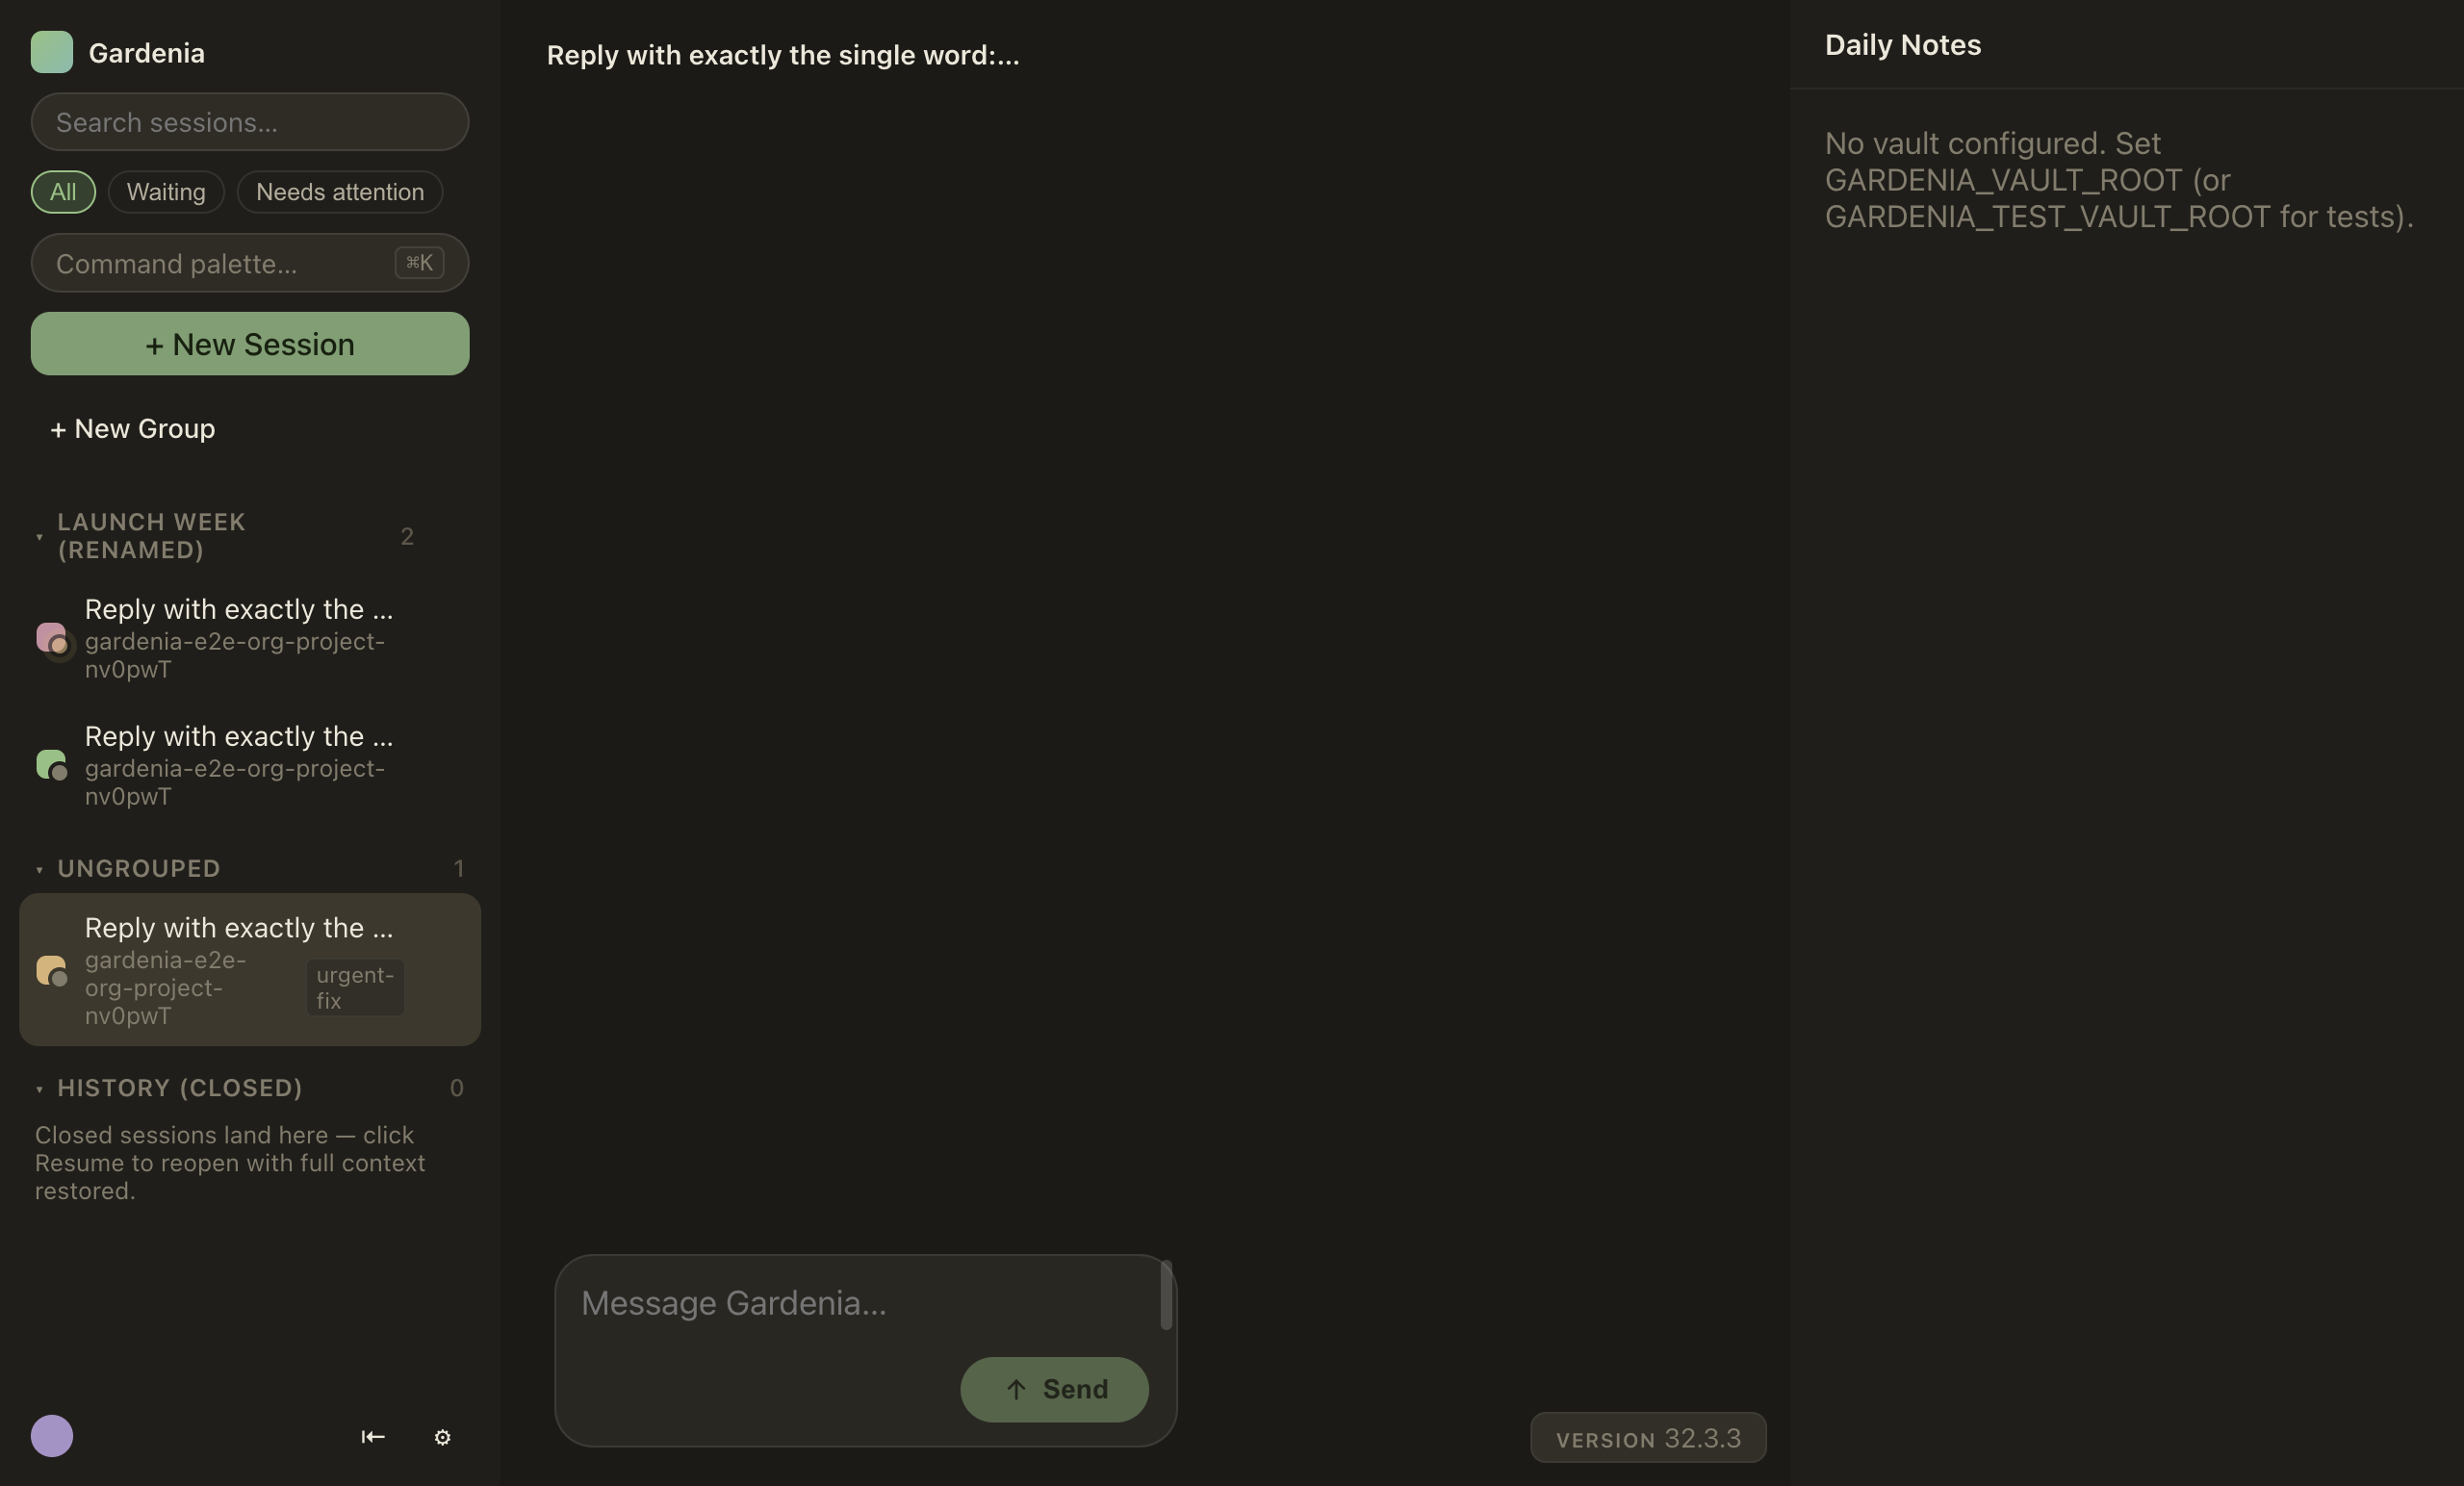 Gardenia
Search sessions...
All
Waiting
Needs attention
Command palette...
⌘K
+ New Session
+ New Group
LAUNCH WEEK
(RENAMED)
2
Reply with exactly the ...
gardenia-e2e-org-project-
nv0pwT
Reply with exactly the ...
gardenia-e2e-org-project-
nv0pwT
UNGROUPED
1
Reply with exactly the ...
gardenia-e2e-
org-project-
nv0pwT
urgent-
fix
HISTORY (CLOSED)
0
Closed sessions land here — click
Resume to reopen with full context
restored.
Reply with exactly the single word:...
Message Gardenia...
↑ Send
VERSION 32.3.3
Daily Notes
No vault configured. Set
GARDENIA_VAULT_ROOT (or
GARDENIA_TEST_VAULT_ROOT for tests).